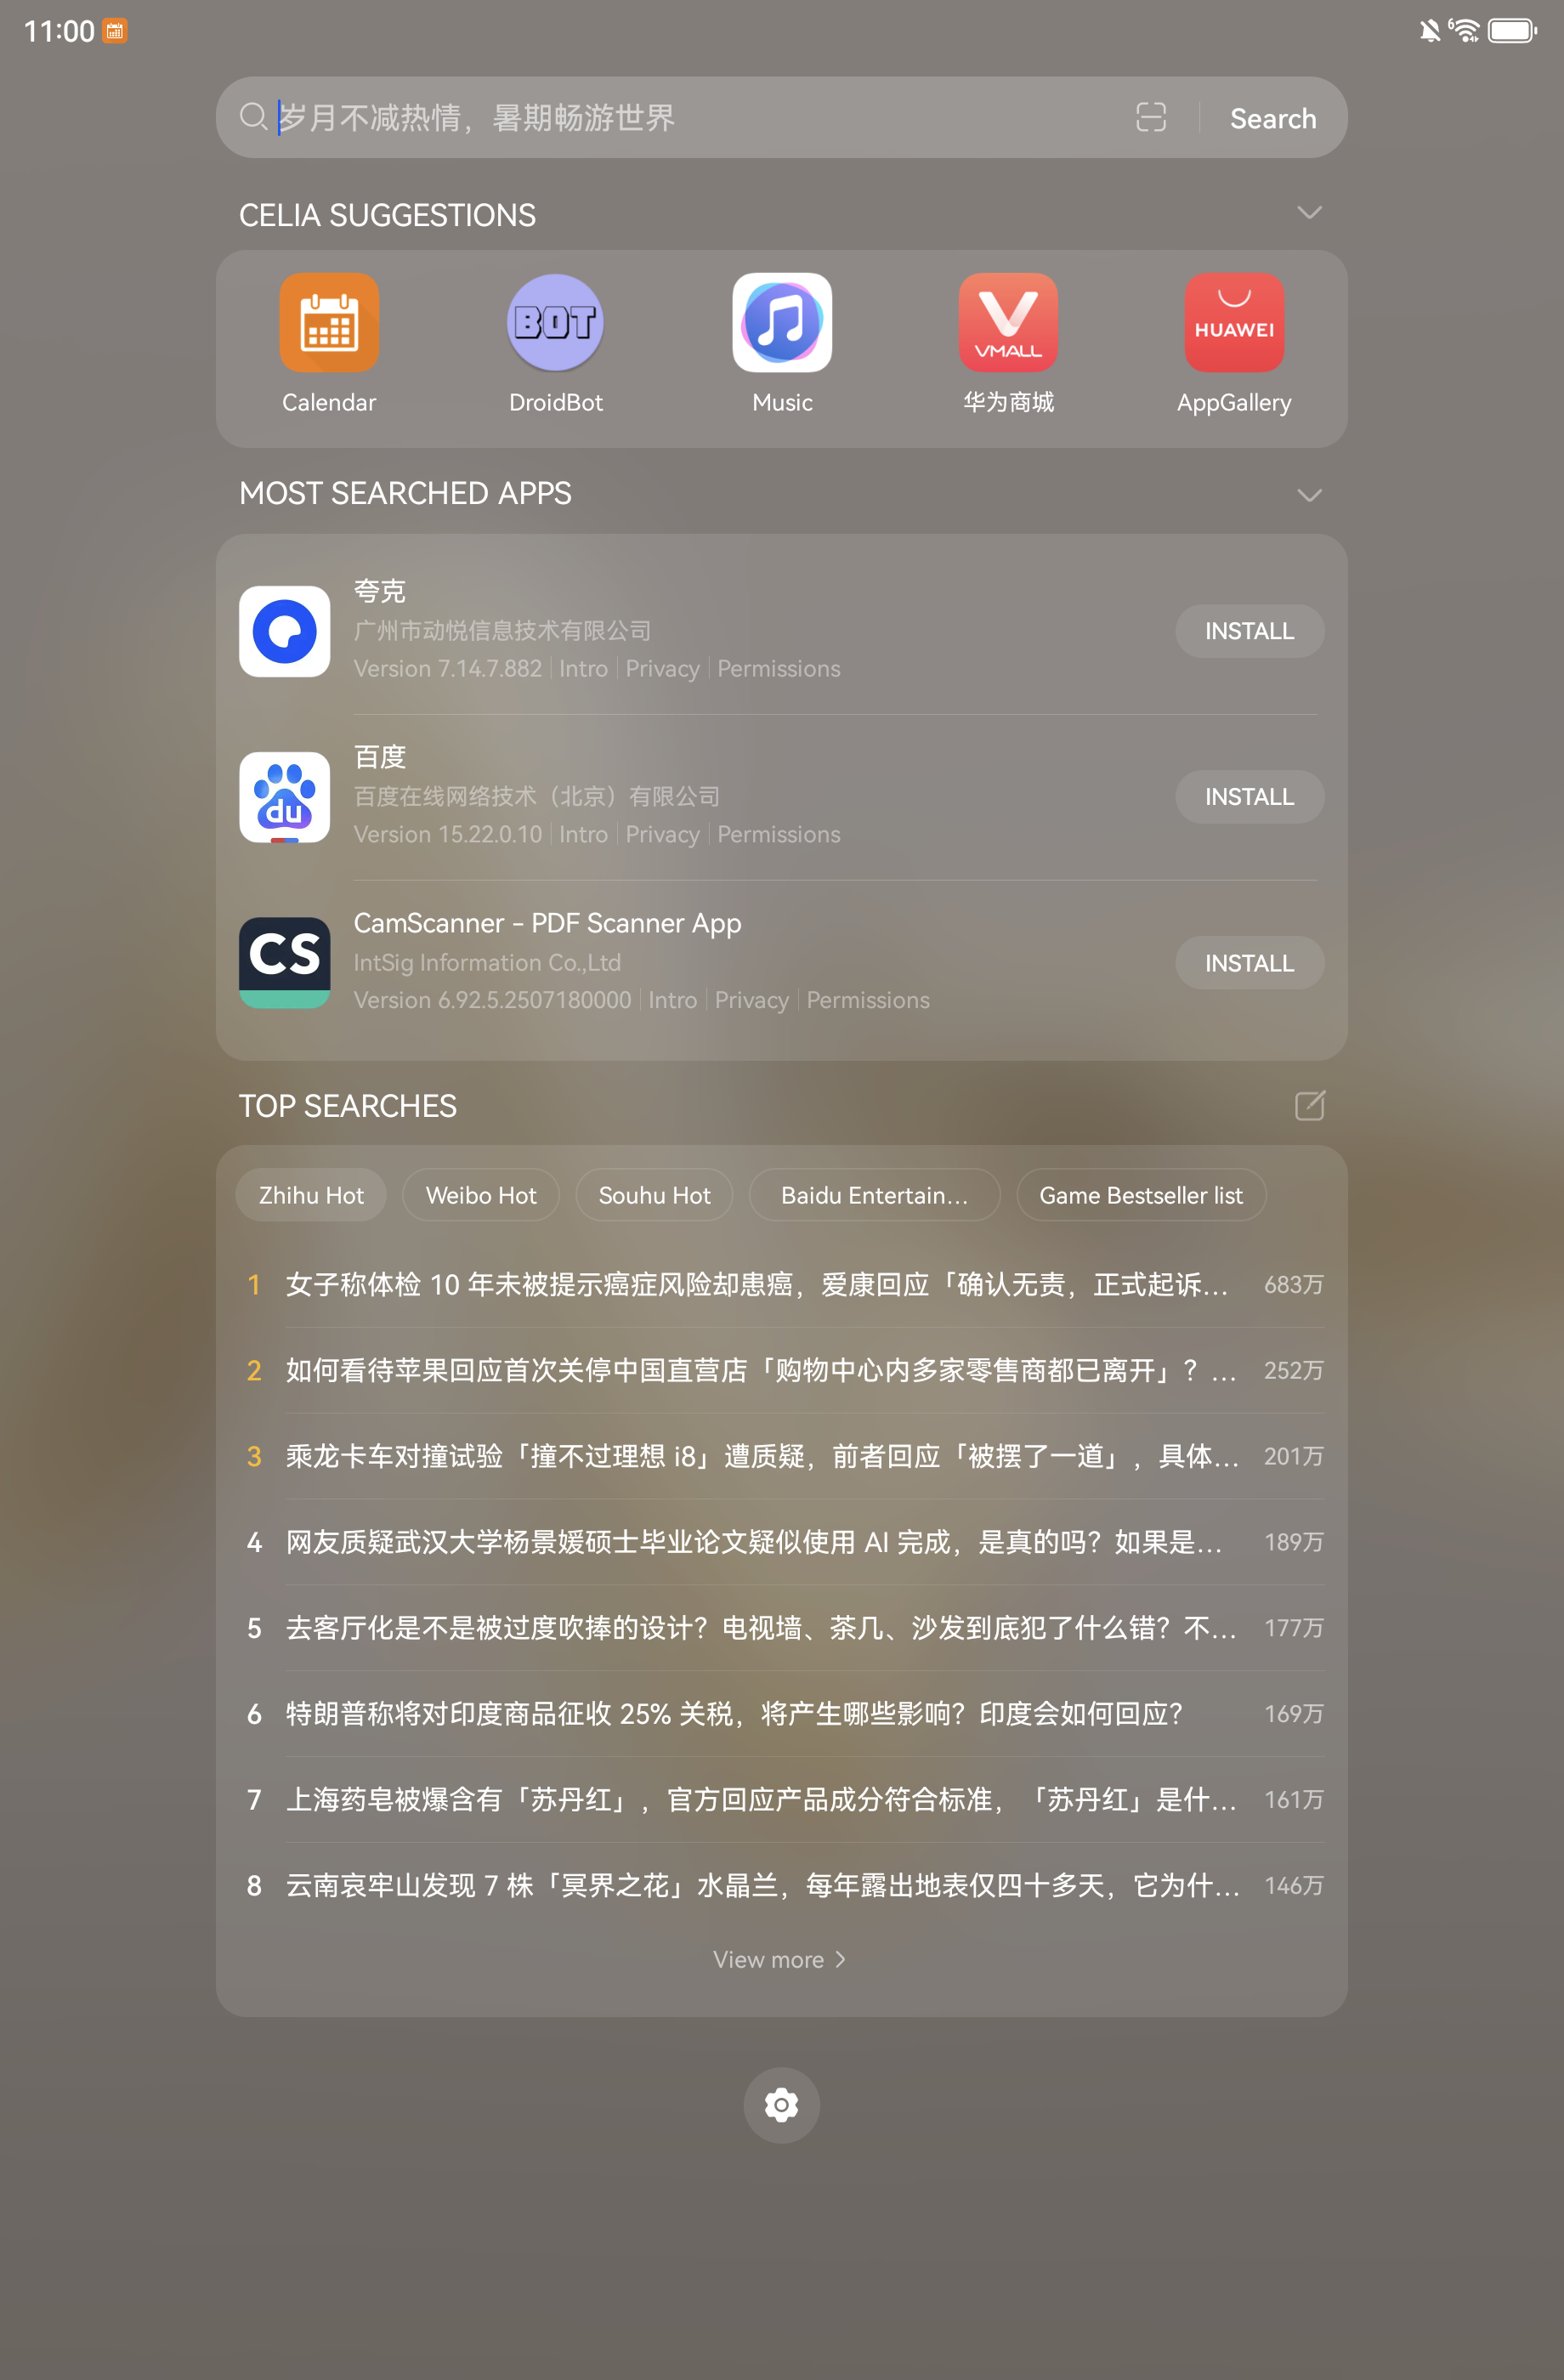 11:00
6
岁月不减热情，暑期畅游世界
Search
CELIA SUGGESTIONS
BOT
VMALL
HUAWEI
Calendar
DroidBot
Music
华为商城
AppGallery
MOST SEARCHED APPS
夸克
广州市动悦信息技术有限公司
INSTALL
Version 7.14.7.882 | Intro | Privacy | Permissions
百度
du
百度在线网络技术（北京）有限公司
INSTALL
Version 15.22.0.10 | Intro | Privacy | Permissions
CamScanner - PDF Scanner App
CS
IntSig Information Co.,Ltd
INSTALL
Version 6.92.5.2507180000 | Intro | Privacy | Permissions
TOP SEARCHES
Zhihu Hot
Weibo Hot
Souhu Hot
Baidu Entertain...
Game Bestseller list
1 女子称体检 10 年未被提示癌症风险却患癌，爱康回应「确认无责，正式起诉... 683万
2 如何看待苹果回应首次关停中国直营店「购物中心内多家零售商都已离开」？... 252万
3 乘龙卡车对撞试验「撞不过理想 i8」遭质疑，前者回应「被摆了一道」，具体... 201万
4 网友质疑武汉大学杨景媛硕士毕业论文疑似使用 AI 完成，是真的吗？如果是... 189万
5 去客厅化是不是被过度吹捧的设计？电视墙、茶几、沙发到底犯了什么错？不... 177万
6 特朗普称将对印度商品征收 25% 关税，将产生哪些影响？印度会如何回应？ 169万
7 上海药皂被爆含有「苏丹红」，官方回应产品成分符合标准，「苏丹红」是什... 161万
8 云南哀牢山发现 7 株「冥界之花」水晶兰，每年露出地表仅四十多天，它为什... 146万
View more